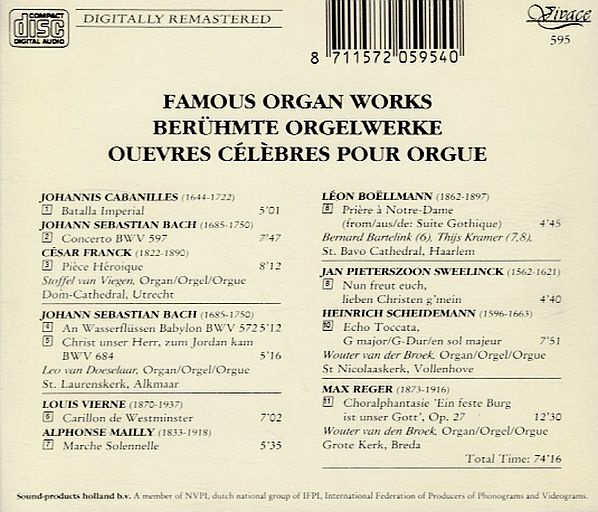 COMPACT
disc
DIGITAL AUDIO
DIGITALLY REMASTERED
8 711572 059540
Vivace
595
FAMOUS ORGAN WORKS
BERÜHMTE ORGELWERKE
OUEVRES CÉLÈBRES POUR ORGUE
JOHANNIS CABANILLES (1644-1722)
1 Batalla Imperial 5'01
JOHANN SEBASTIAN BACH (1685-1750)
2 Concerto BWV 597 7'47
CÉSAR FRANCK (1822-1890)
3 Pièce Héroique 8'12
Stoffel van Viegen, Organ/Orgel/Orgue
Dom-Cathedral, Utrecht
JOHANN SEBASTIAN BACH (1685-1750)
4 An Wasserflüssen Babylon BWV 572 5'12
5 Christ unser Herr, zum Jordan kam
BWV 684 5'16
Leo van Doeselaar, Organ/Orgel/Orgue
St. Laurenskerk, Alkmaar
LOUIS VIERNE (1870-1937)
6 Carillon de Westminster 7'02
ALPHONSE MAILLY (1833-1918)
7 Marche Solennelle 5'35
LÉON BOËLLMANN (1862-1897)
8 Prière à Notre-Dame
(from/aus/de: Suite Gothique) 4'45
Bernard Bartelink (6), Thijs Kramer (7,8),
St. Bavo Cathedral, Haarlem
JAN PIETERSZOON SWEELINCK (1562-1621)
9 Nun freut euch,
lieben Christen g'mein 4'40
HEINRICH SCHEIDEMANN (1596-1663)
10 Echo Toccata,
G major/G-Dur/en sol majeur 7'51
Wouter van der Broek, Organ/Orgel/Orgue
St Nicolaaskerk, Vollenhove
MAX REGER (1873-1916)
11 Choralphantasie 'Ein feste Burg
ist unser Gott', Op. 27 12'30
Wouter van den Broek, Organ/Orgel/Orgue
Grote Kerk, Breda
Total Time: 74'16
Sound-products holland b.v. A member of NVPI, dutch national group of IFPI, International Federation of Producers of Phonograms and Videograms.